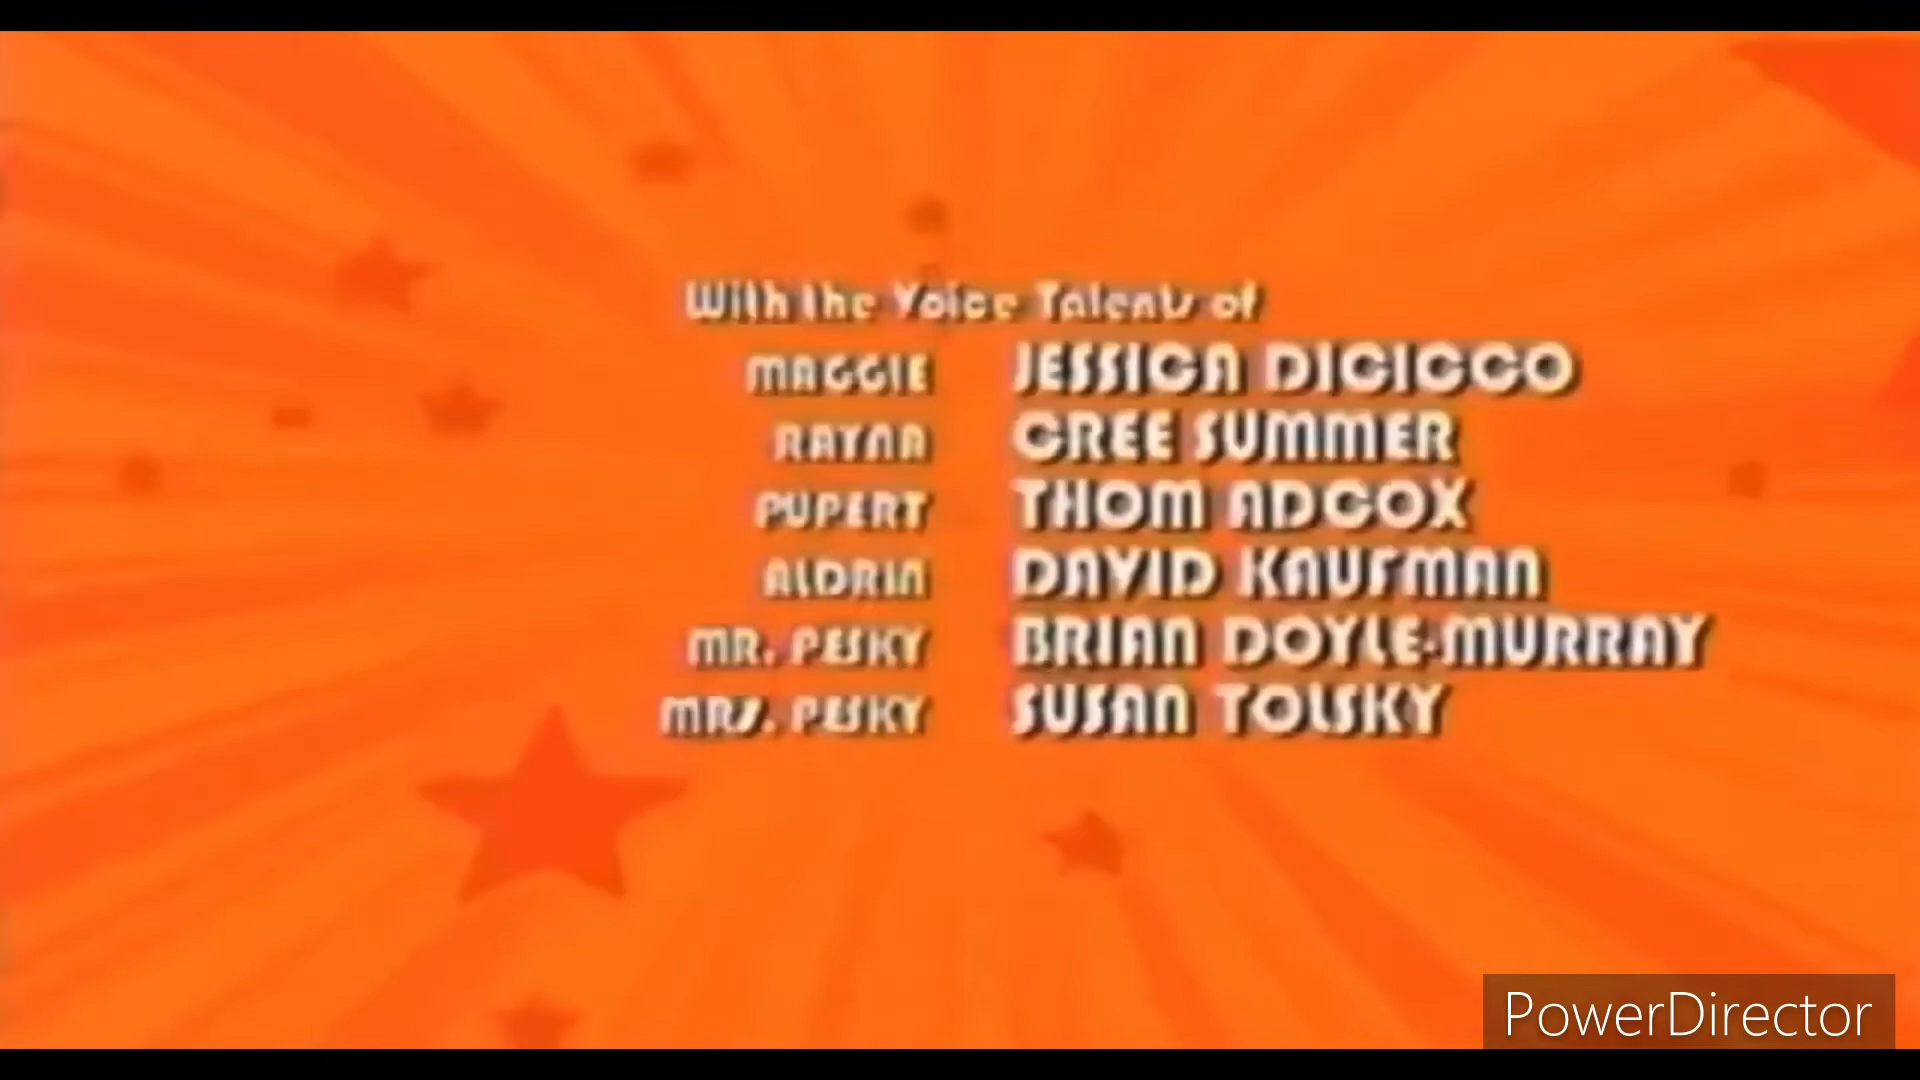 With the Voice Talents of
MAGGIE JESSICA DICICCO
RAYNA CREE SUMMER
PUPERT THOM ADCOX
ALDRIN DAVID KAUFMAN
MR. PESKY BRIAN DOYLE-MURRAY
MRS. PESKY SUSAN TOLSKY
PowerDirector